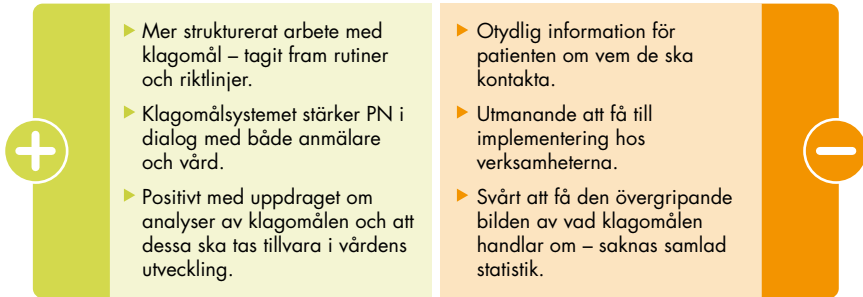 Mer strukturerat arbete med
klagomål – tagit fram rutiner
och riktlinjer.
Klagomålsystemet stärker PN i
dialog med både anmälare
och vård.
Positivt med uppdraget om
analyser av klagomålen och att
dessa ska tas tillvara i vårdens
utveckling.
Otydlig information för
patienten om vem de ska
kontakta.
Utmanande att få till
implementering hos
verksamheterna.
Svårt att få den övergripande
bilden av vad klagomålen
handlar om – saknas samlad
statistik.